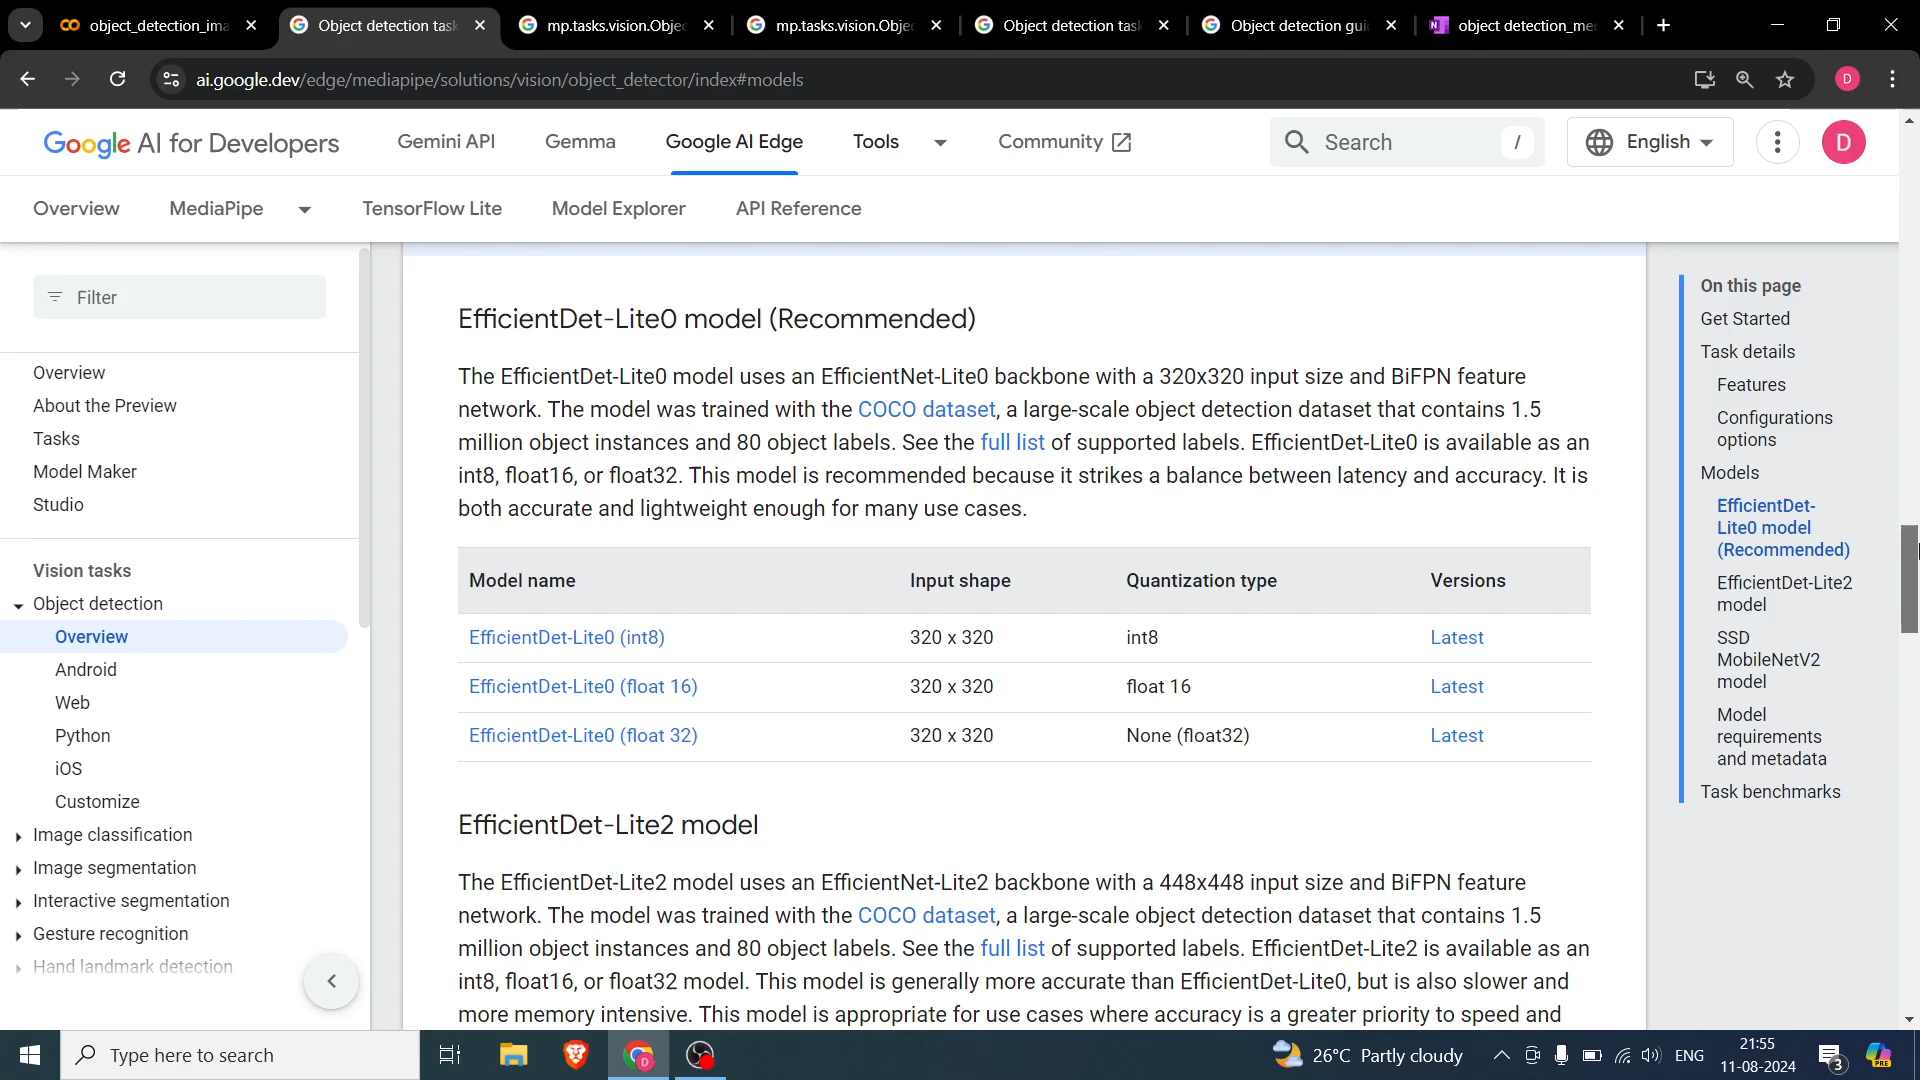 object_detection_ima
Object detection task
mp.tasks.vision.Objec
mp.tasks.vision.Objec
Object detection task
Object detection gui
object detection_me
ai.google.dev/edge/mediapipe/solutions/vision/object_detector/index#models
D
Google AI for Developers
Gemini API
Gemma
Google AI Edge
Tools
Community
Search
/
English
D
Overview
MediaPipe
TensorFlow Lite
Model Explorer
API Reference
Filter
Overview
About the Preview
Tasks
Model Maker
Studio
Vision tasks
Object detection
Overview
Android
Web
Python
iOS
Customize
Image classification
Image segmentation
Interactive segmentation
Gesture recognition
Hand landmark detection
EfficientDet-Lite0 model (Recommended)
The EfficientDet-Lite0 model uses an EfficientNet-Lite0 backbone with a 320x320 input size and BiFPN feature
network. The model was trained with the COCO dataset, a large-scale object detection dataset that contains 1.5
million object instances and 80 object labels. See the full list of supported labels. EfficientDet-Lite0 is available as an
int8, float16, or float32. This model is recommended because it strikes a balance between latency and accuracy. It is
both accurate and lightweight enough for many use cases.
Model name Input shape Quantization type Versions
EfficientDet-Lite0 (int8) 320 x 320 int8 Latest
EfficientDet-Lite0 (float 16) 320 x 320 float 16 Latest
EfficientDet-Lite0 (float 32) 320 x 320 None (float32) Latest
EfficientDet-Lite2 model
The EfficientDet-Lite2 model uses an EfficientNet-Lite2 backbone with a 448x448 input size and BiFPN feature
network. The model was trained with the COCO dataset, a large-scale object detection dataset that contains 1.5
million object instances and 80 object labels. See the full list of supported labels. EfficientDet-Lite2 is available as an
int8, float16, or float32 model. This model is generally more accurate than EfficientDet-Lite0, but is also slower and
more memory intensive. This model is appropriate for use cases where accuracy is a greater priority to speed and
On this page
Get Started
Task details
Features
Configurations
options
Models
EfficientDet-
Lite0 model
(Recommended)
EfficientDet-Lite2
model
SSD
MobileNetV2
model
Model
requirements
and metadata
Task benchmarks
Type here to search
26°C Partly cloudy
ENG
21:55
11-08-2024
3
PRE